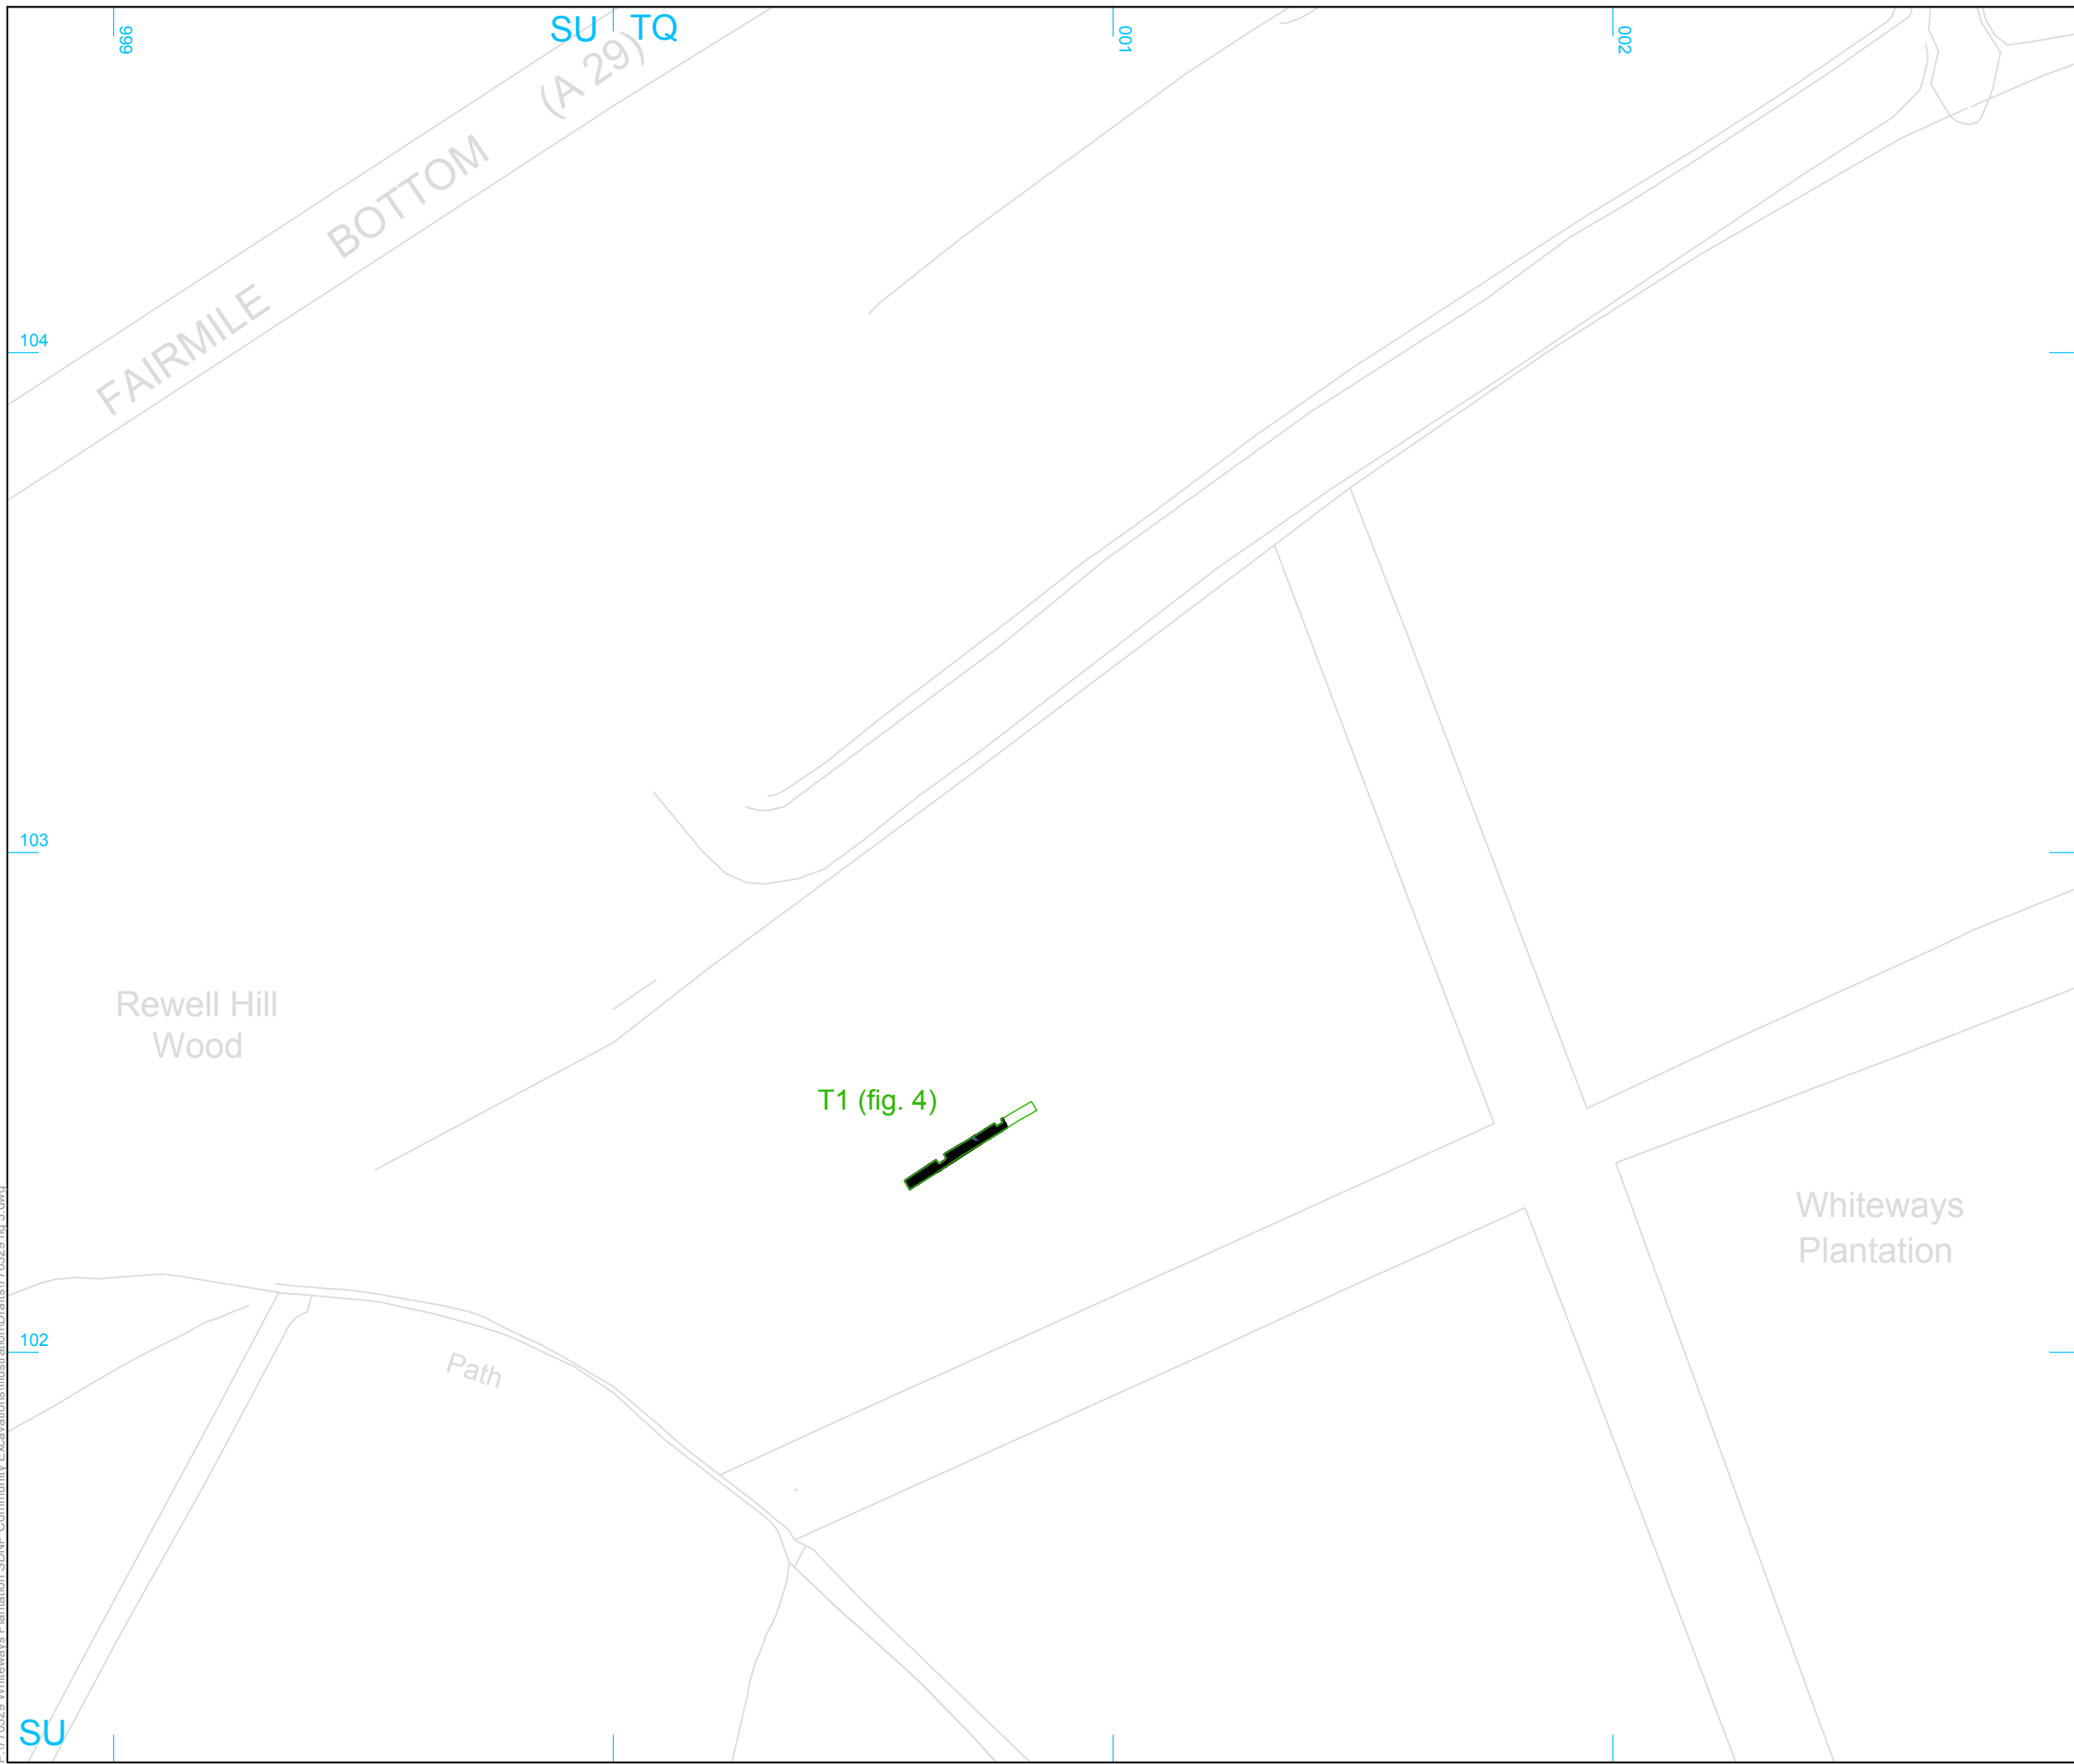 999
SU TQ
001
002
(A 29)
BOTTOM
FAIRMILE
104
103
Rewell Hill
Wood
T1 (fig. 4)
Whiteways
Plantation
102
Path
SU